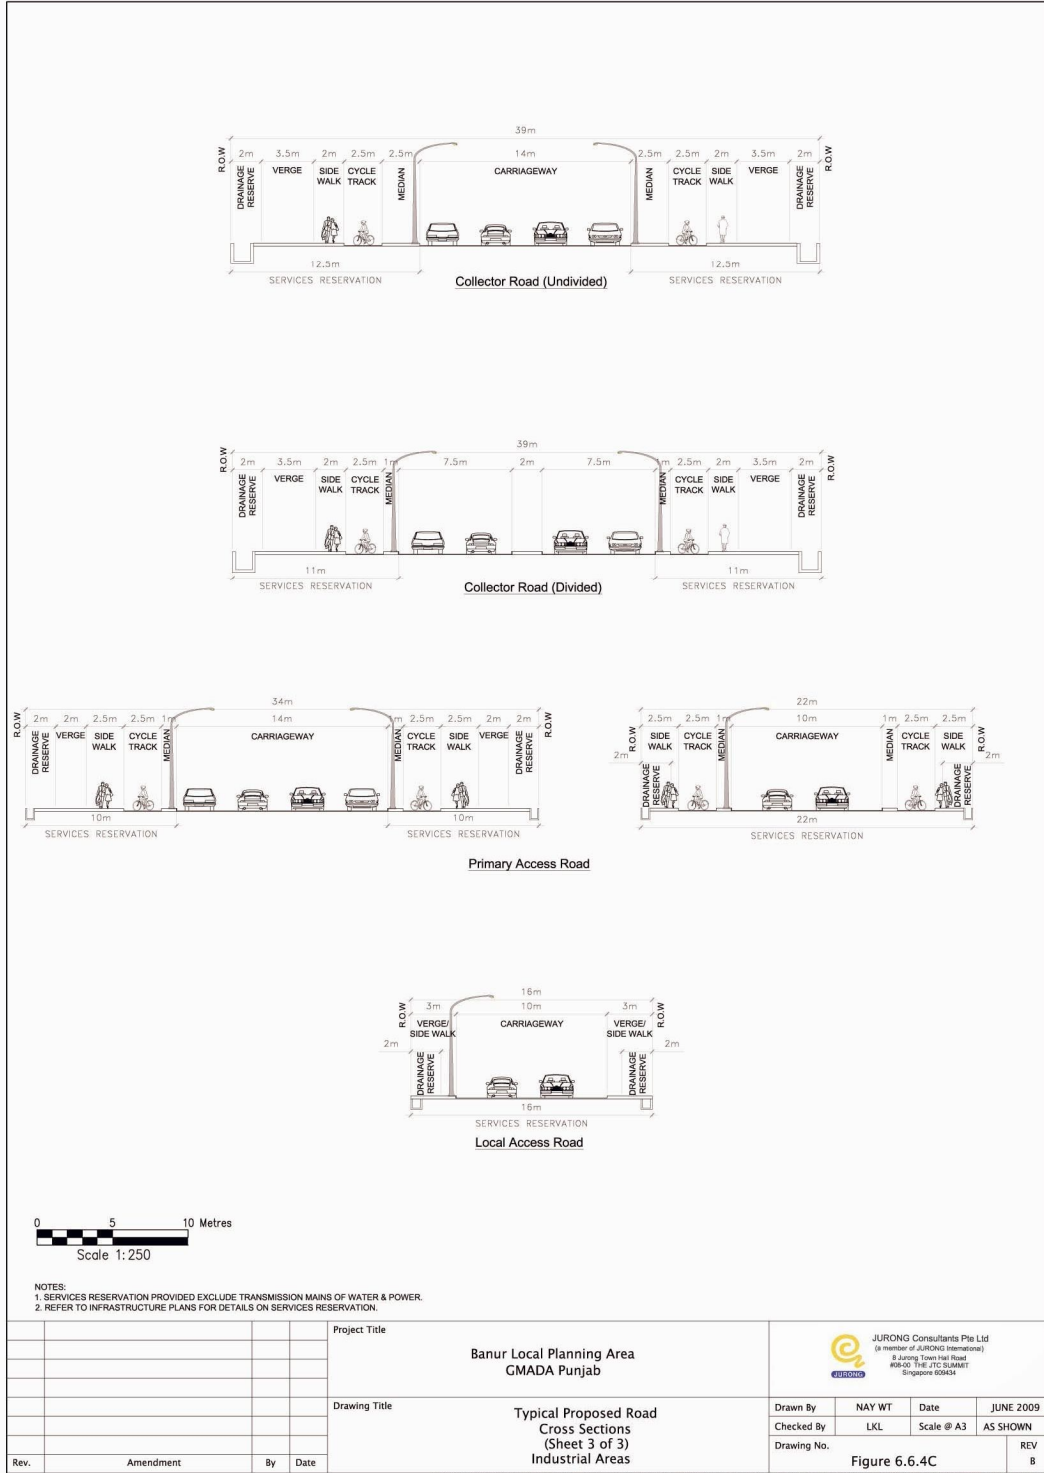 39m
R.O.W 2m 3.5m 2m 2.5m 2.5m 14m 2.5m 2.5m 2m 3.5m 2m R.O.W
DRAINAGE RESERVE VERGE SIDE WALK CYCLE TRACK MEDIAN CARRIAGEWAY MEDIAN CYCLE TRACK SIDE WALK VERGE DRAINAGE RESERVE
12.5m 12.5m
SERVICES RESERVATION SERVICES RESERVATION
Collector Road (Undivided)
39m
R.O.W 2m 3.5m 2m 2.5m 1m 7.5m 2m 7.5m 1m 2.5m 2m 3.5m 2m R.O.W
DRAINAGE RESERVE VERGE SIDE WALK CYCLE TRACK MEDIAN MEDIAN CYCLE TRACK SIDE WALK VERGE DRAINAGE RESERVE
11m 11m
SERVICES RESERVATION SERVICES RESERVATION
Collector Road (Divided)
34m
R.O.W 2m 2m 2.5m 2.5m 1m 14m 1m 2.5m 2.5m 2m 2m R.O.W
DRAINAGE RESERVE VERGE SIDE WALK CYCLE TRACK MEDIAN CARRIAGEWAY MEDIAN CYCLE TRACK SIDE WALK VERGE DRAINAGE RESERVE
10m 10m
SERVICES RESERVATION SERVICES RESERVATION
22m
2.5m 2.5m 1m 10m 1m 2.5m 2.5m
R.O.W SIDE WALK CYCLE TRACK MEDIAN CARRIAGEWAY MEDIAN CYCLE TRACK SIDE WALK R.O.W
2m 2m
DRAINAGE RESERVE DRAINAGE RESERVE
22m
SERVICES RESERVATION
Primary Access Road
16m
R.O.W 3m 10m 3m R.O.W
VERGE/ SIDE WALK CARRIAGEWAY VERGE/ SIDE WALK
2m 2m
DRAINAGE RESERVE DRAINAGE RESERVE
16m
SERVICES RESERVATION
Local Access Road
0 5 10 Metres
Scale 1:250
NOTES:
1. SERVICES RESERVATION PROVIDED EXCLUDE TRANSMISSION MAINS OF WATER & POWER.
2. REFER TO INFRASTRUCTURE PLANS FOR DETAILS ON SERVICES RESERVATION.
Rev. Amendment By Date
Project Title
Banur Local Planning Area
GMADA Punjab
Drawing Title
Typical Proposed Road
Cross Sections
(Sheet 3 of 3)
Industrial Areas
JURONG
JURONG Consultants Pte Ltd
(a member of JURONG International)
8 Jurong Town Hall Road
#08-00 THE JTC SUMMIT
Singapore 609434
Drawn By NAY WT Date JUNE 2009
Checked By LKL Scale @ A3 AS SHOWN
Drawing No. REV
Figure 6.6.4C B